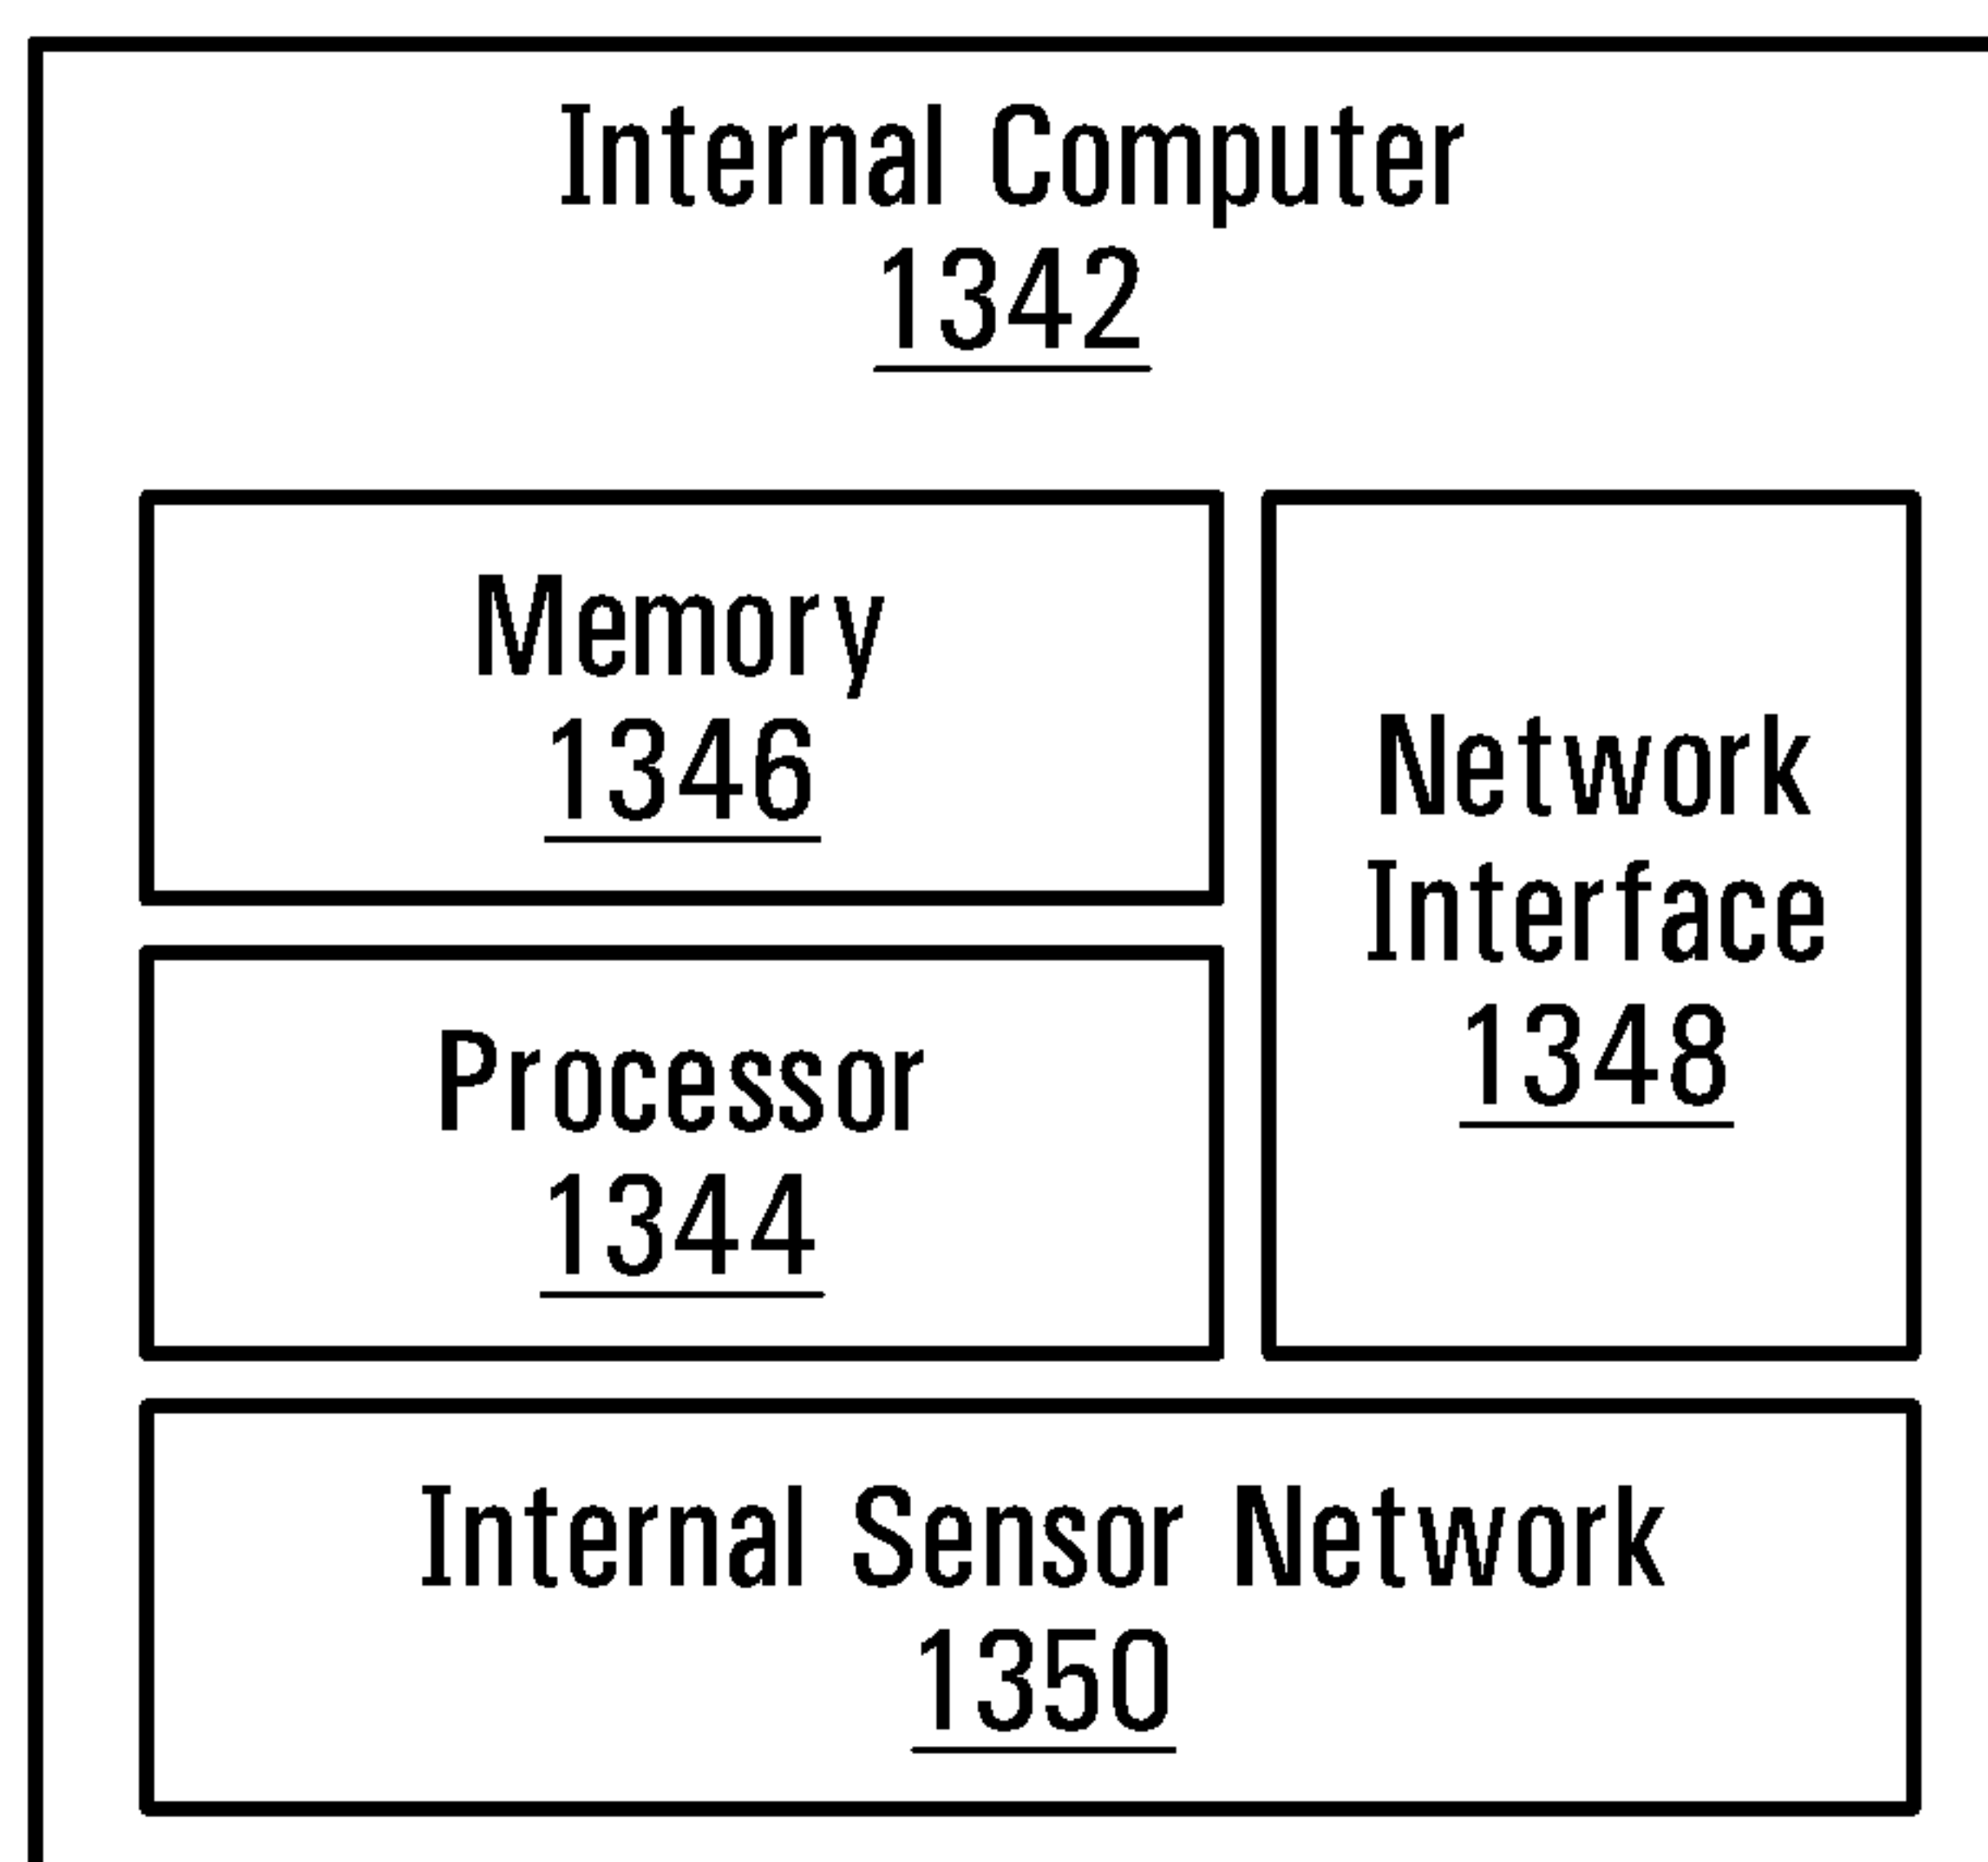 Internal Computer
1342
Memory
1346
Processor
1344
Network
Interface
1348
Internal Sensor Network
1350